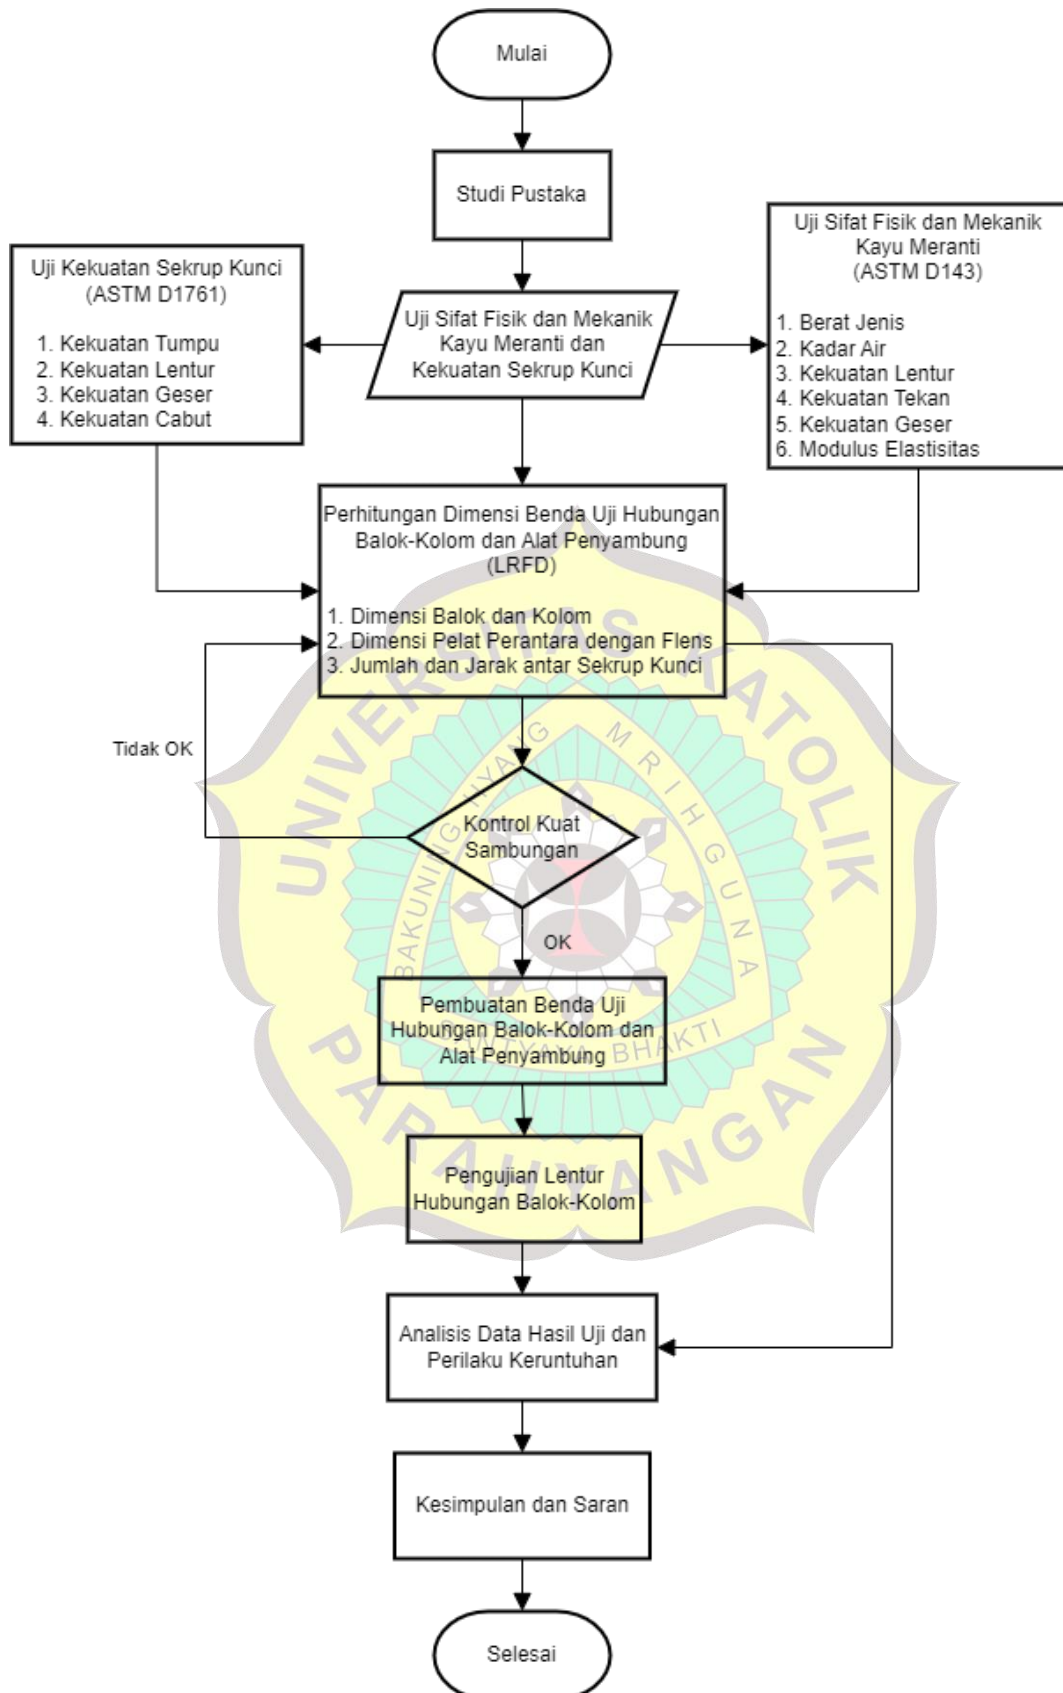 Mulai
Studi Pustaka
Uji Kekuatan Sekrup Kunci
(ASTM D1761)
1. Kekuatan Tumpu
2. Kekuatan Lentur
3. Kekuatan Geser
4. Kekuatan Cabut
Uji Sifat Fisik dan Mekanik
Kayu Meranti dan
Kekuatan Sekrup Kunci
Uji Sifat Fisik dan Mekanik
Kayu Meranti
(ASTM D143)
1. Berat Jenis
2. Kadar Air
3. Kekuatan Lentur
4. Kekuatan Tekan
5. Kekuatan Geser
6. Modulus Elastisitas
Perhitungan Dimensi Benda Uji Hubungan
Balok-Kolom dan Alat Penyambung
(LRFD)
1. Dimensi Balok dan Kolom
2. Dimensi Pelat Perantara dengan Flens
3. Jumlah dan Jarak antar Sekrup Kunci
Tidak OK
Kontrol Kuat
Sambungan
OK
Pembuatan Benda Uji
Hubungan Balok-Kolom dan
Alat Penyambung
Pengujian Lentur
Hubungan Balok-Kolom
Analisis Data Hasil Uji dan
Perilaku Keruntuhan
Kesimpulan dan Saran
Selesai
UNIVERSITAS KATOLIK
PARAHYANGAN
BAKUNING HYANG MRIH GUNA
SANTYAYA BHAKTI